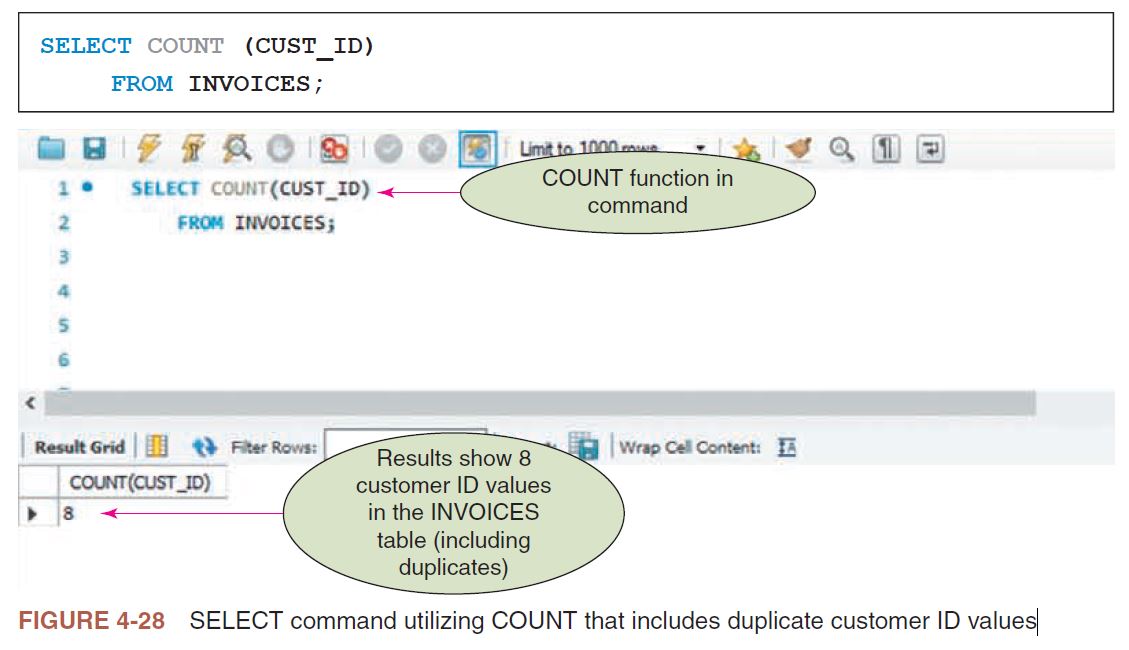 SELECT COUNT (CUST_ID)
FROM INVOICES;
Limit to 1000 rows
1 SELECT COUNT(CUST_ID)
COUNT function in
command
2 FROM INVOICES;
3
4
5
6
Result Grid Filter Rows: Wrap Cell Content:
COUNT(CUST_ID)
8
Results show 8
customer ID values
in the INVOICES
table (including
duplicates)
FIGURE 4-28 SELECT command utilizing COUNT that includes duplicate customer ID values